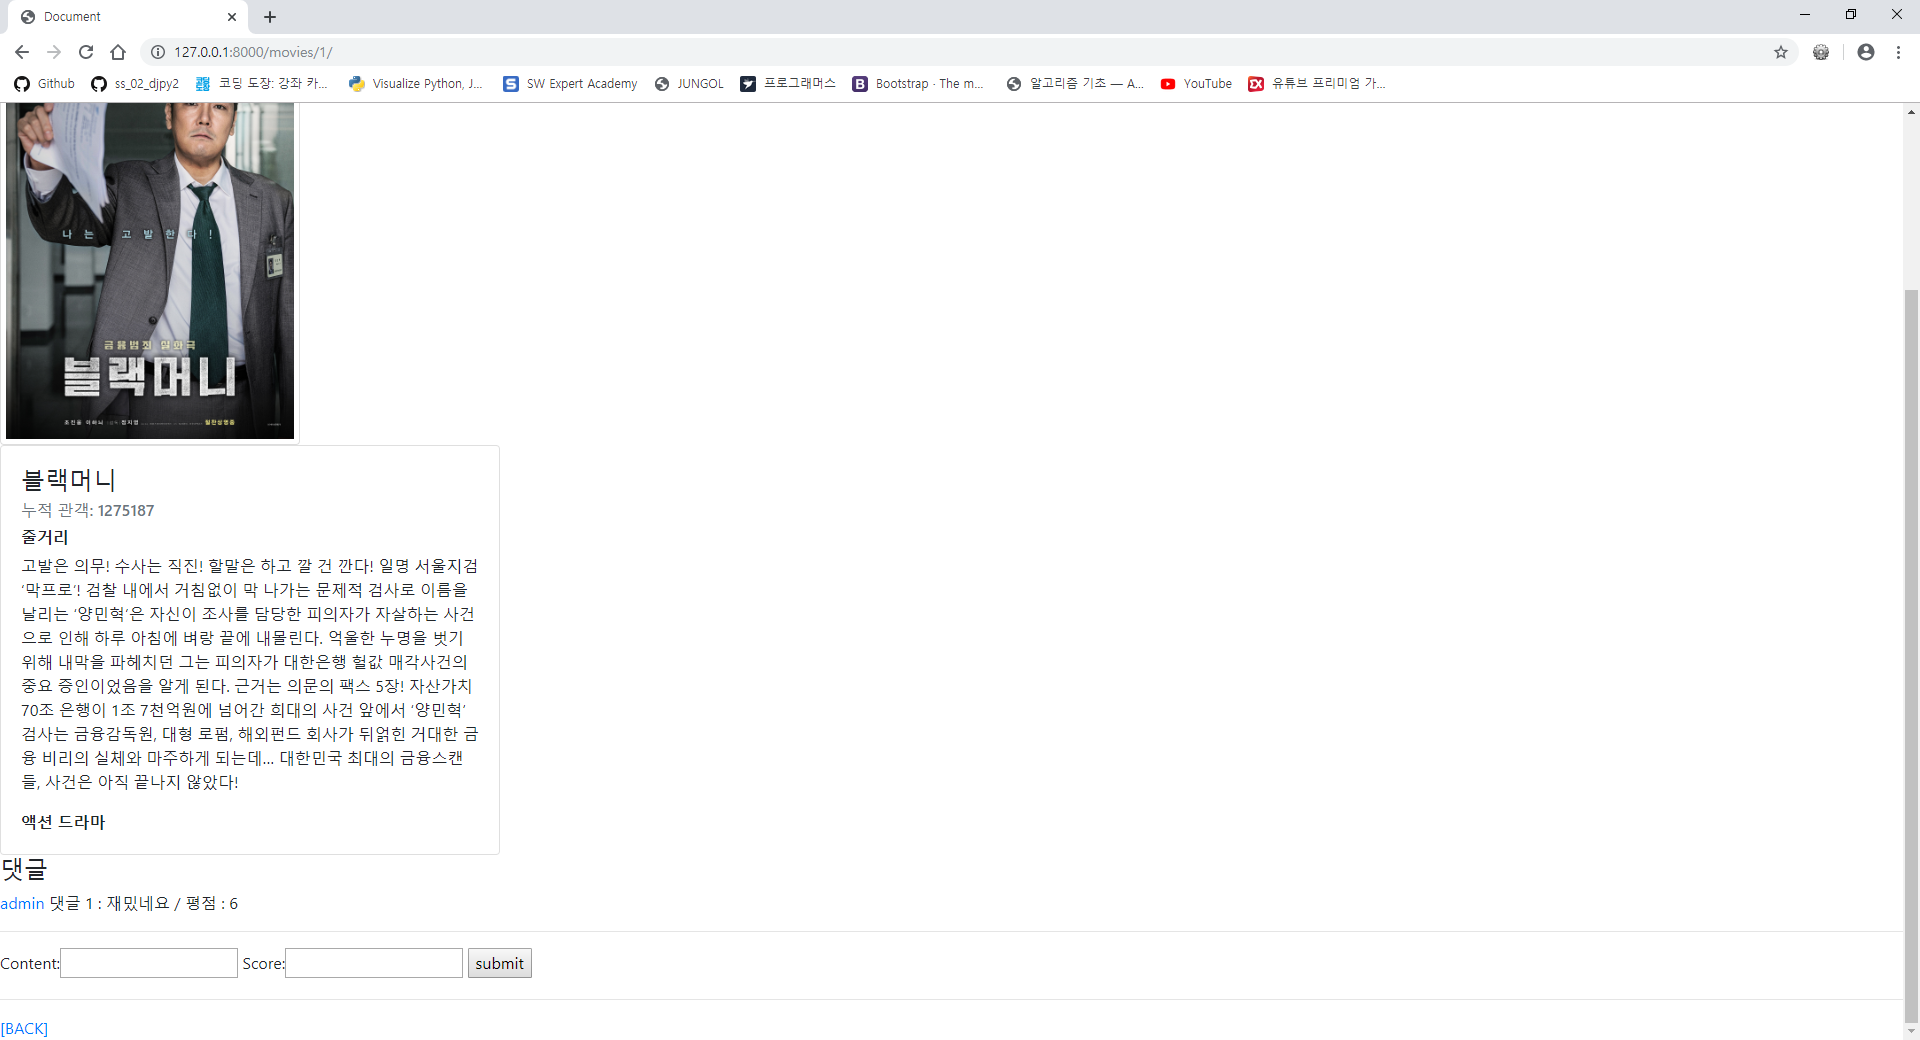 Document
127.0.0.1:8000/movies/1/
Github
ss_02_djpy2
코딩 도장: 강좌 카...
Visualize Python, J...
SW Expert Academy
JUNGOL
프로그래머스
Bootstrap · The m...
알고리즘 기초 — A...
YouTube
유튜브 프리미엄 가...
나는 고발한다!
금융범죄 실화극
블랙머니
조진웅 이하늬
정지영
블랙머니
누적 관객: 1275187
줄거리
고발은 의무! 수사는 직진! 할말은 하고 깔 건 깐다! 일명 서울지검
‘막프로’! 검찰 내에서 거침없이 막 나가는 문제적 검사로 이름을
날리는 ‘양민혁’은 자신이 조사를 담당한 피의자가 자살하는 사건
으로 인해 하루 아침에 벼랑 끝에 내몰린다. 억울한 누명을 벗기
위해 내막을 파헤치던 그는 피의자가 대한은행 헐값 매각사건의
중요 증인이었음을 알게 된다. 근거는 의문의 팩스 5장! 자산가치
70조 은행이 1조 7천억원에 넘어간 희대의 사건 앞에서 ‘양민혁’
검사는 금융감독원, 대형 로펌, 해외펀드 회사가 뒤얽힌 거대한 금
융 비리의 실체와 마주하게 되는데... 대한민국 최대의 금융스캔
들, 사건은 아직 끝나지 않았다!
액션 드라마
댓글
admin 댓글 1 : 재밌네요 / 평점 : 6
Content: Score: submit
[BACK]